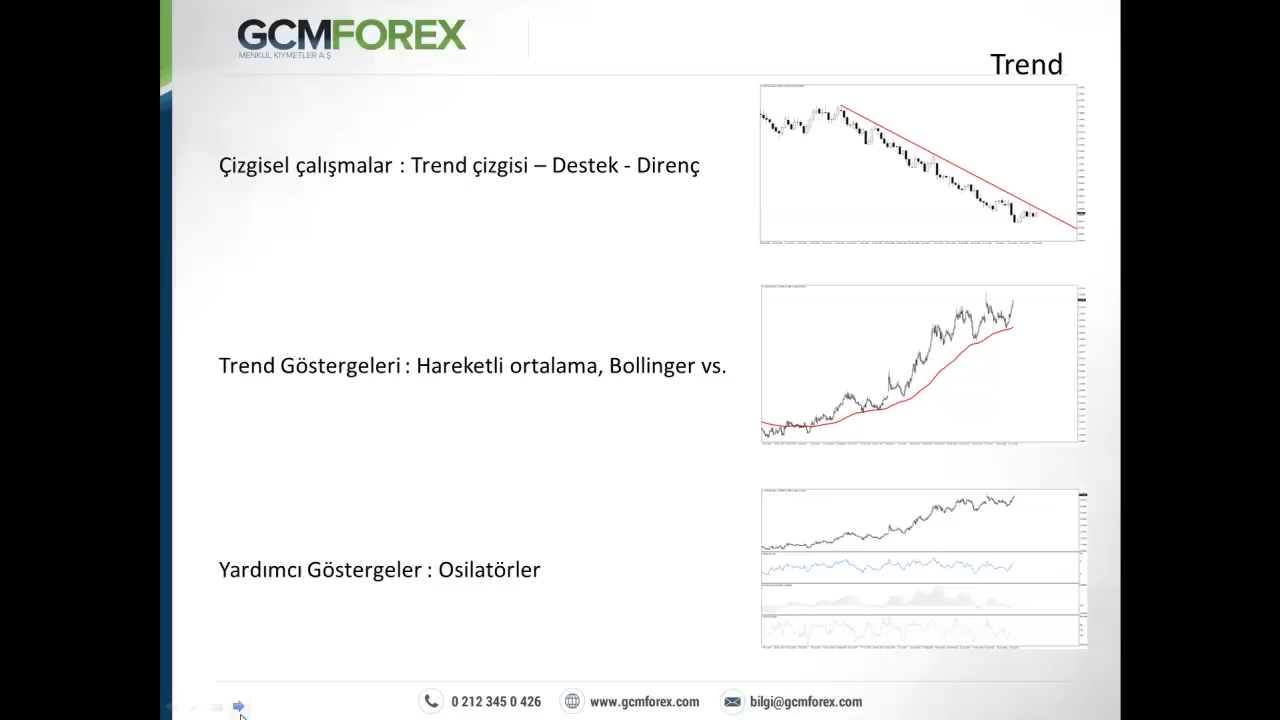 GCMFOREX
MENKUL KIYMETLER A.Ş
Trend
Çizgisel çalışmalar : Trend çizgisi – Destek - Direnç
Trend Göstergeleri : Hareketli ortalama, Bollinger vs.
Yardımcı Göstergeler : Osilatörler
0 212 345 0 426
www.gcmforex.com
bilgi@gcmforex.com